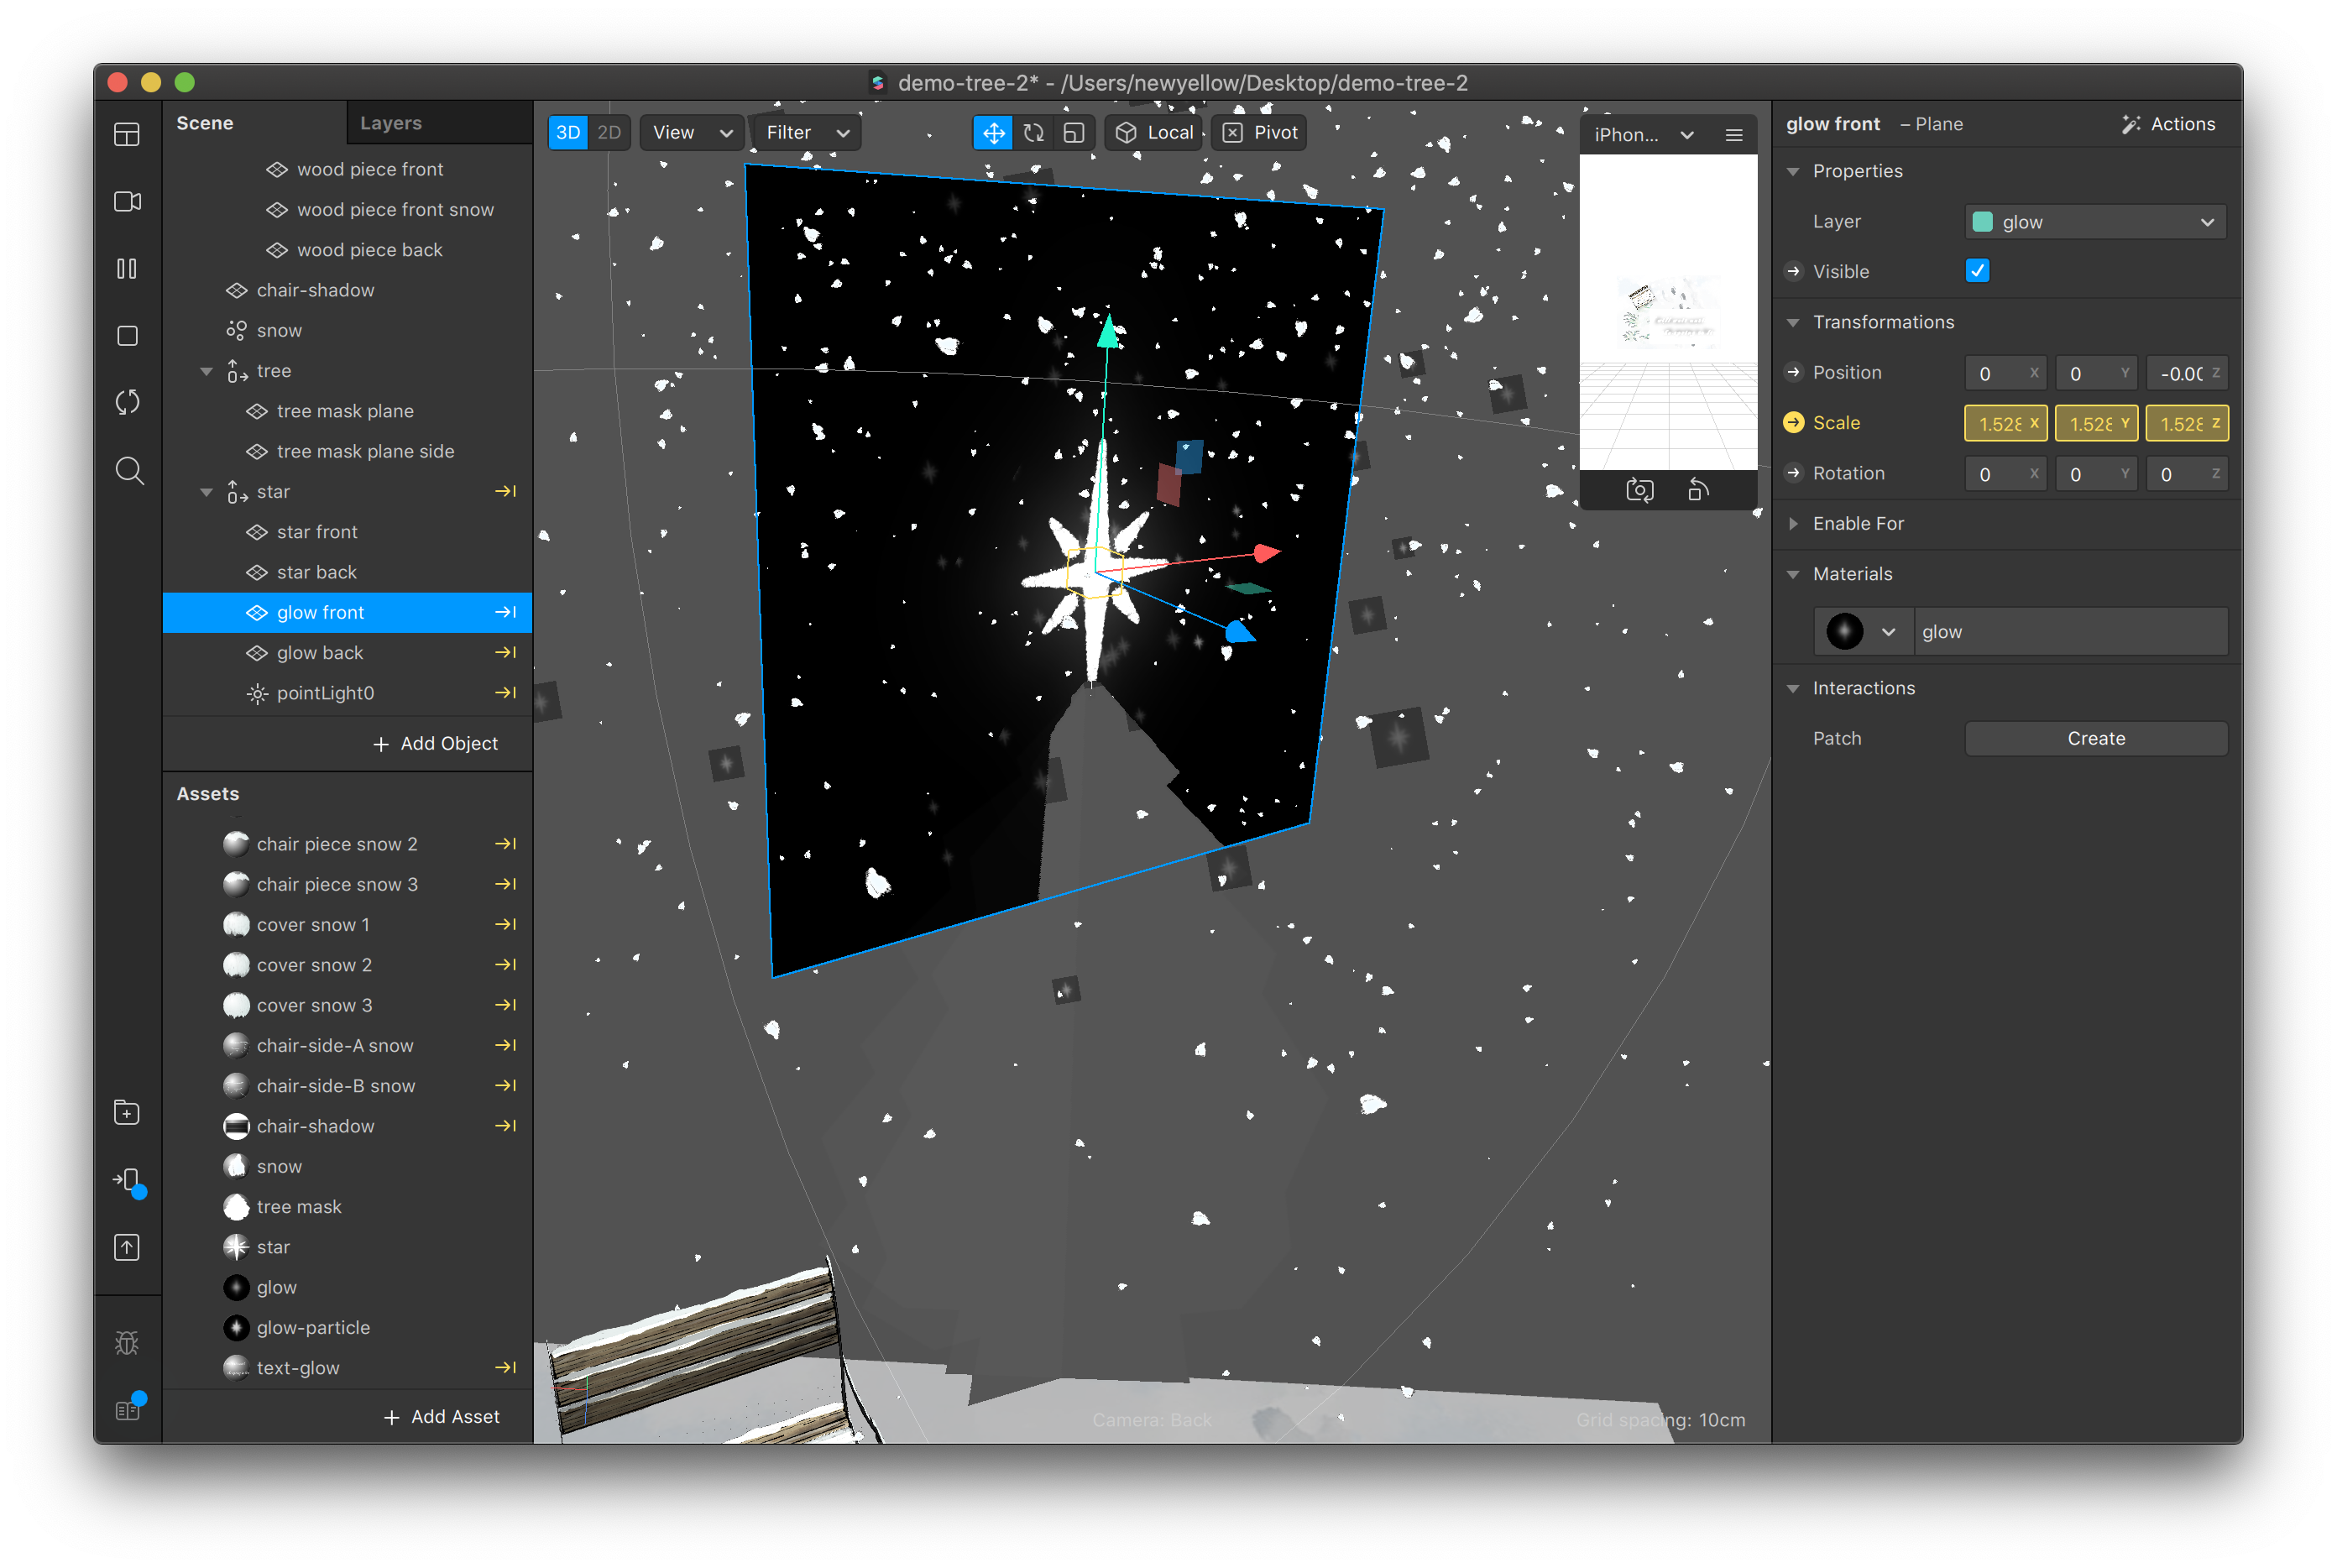 demo-tree-2* - /Users/newyellow/Desktop/demo-tree-2
Scene
Layers
wood piece front
wood piece front snow
wood piece back
chair-shadow
snow
tree
tree mask plane
tree mask plane side
star
star front
star back
glow front
glow back
pointLight0
+ Add Object
Assets
chair piece snow 2
chair piece snow 3
cover snow 1
cover snow 2
cover snow 3
chair-side-A snow
chair-side-B snow
chair-shadow
snow
tree mask
star
glow
glow-particle
text-glow
+ Add Asset
3D 2D View Filter Local Pivot
iPhon...
Camera: Back
Grid spacing: 10cm
glow front – Plane Actions
Properties
Layer glow
Visible
Transformations
Position 0 X 0 Y -0.0 Z
Scale 1.528 X 1.528 Y 1.528 Z
Rotation 0 X 0 Y 0 Z
Enable For
Materials
glow
Interactions
Patch Create